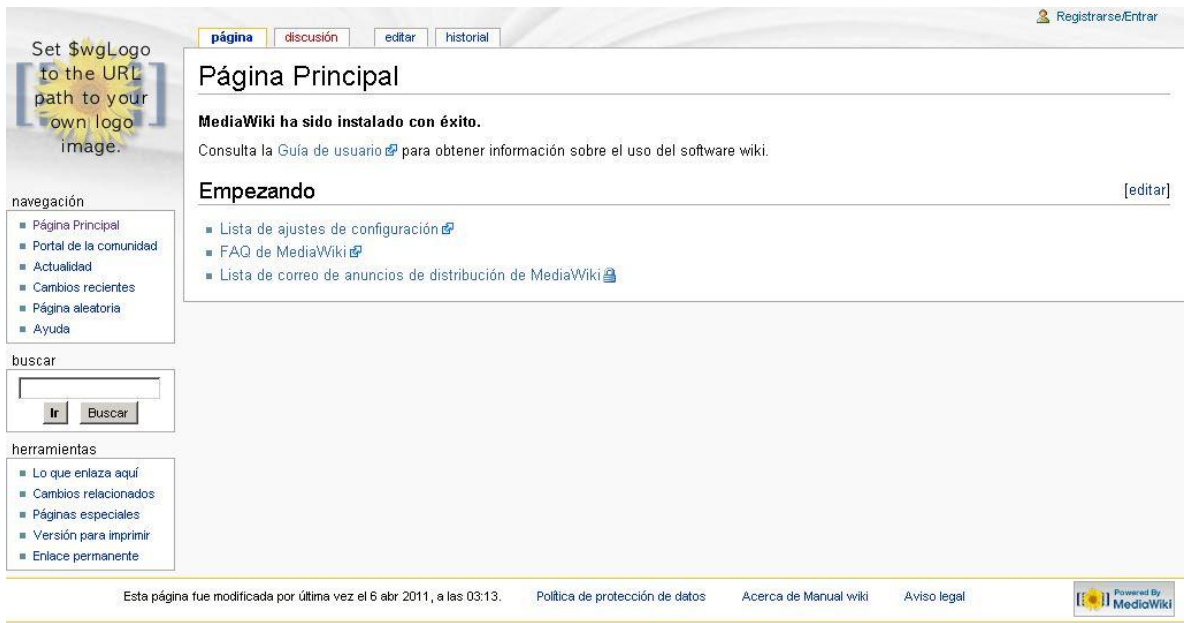 Registrarse/Entrar
Set $wgLogo
to the URL
path to your
own logo
image.
página discusión editar historial
Página Principal
MediaWiki ha sido instalado con éxito.
Consulta la Guía de usuario para obtener información sobre el uso del software wiki.
Empezando [editar]
Lista de ajustes de configuración
FAQ de MediaWiki
Lista de correo de anuncios de distribución de MediaWiki
navegación
Página Principal
Portal de la comunidad
Actualidad
Cambios recientes
Página aleatoria
Ayuda
buscar
Ir Buscar
herramientas
Lo que enlaza aquí
Cambios relacionados
Páginas especiales
Versión para imprimir
Enlace permanente
Esta página fue modificada por última vez el 6 abr 2011, a las 03:13. Política de protección de datos Acerca de Manual wiki Aviso legal
Powered By
MediaWiki